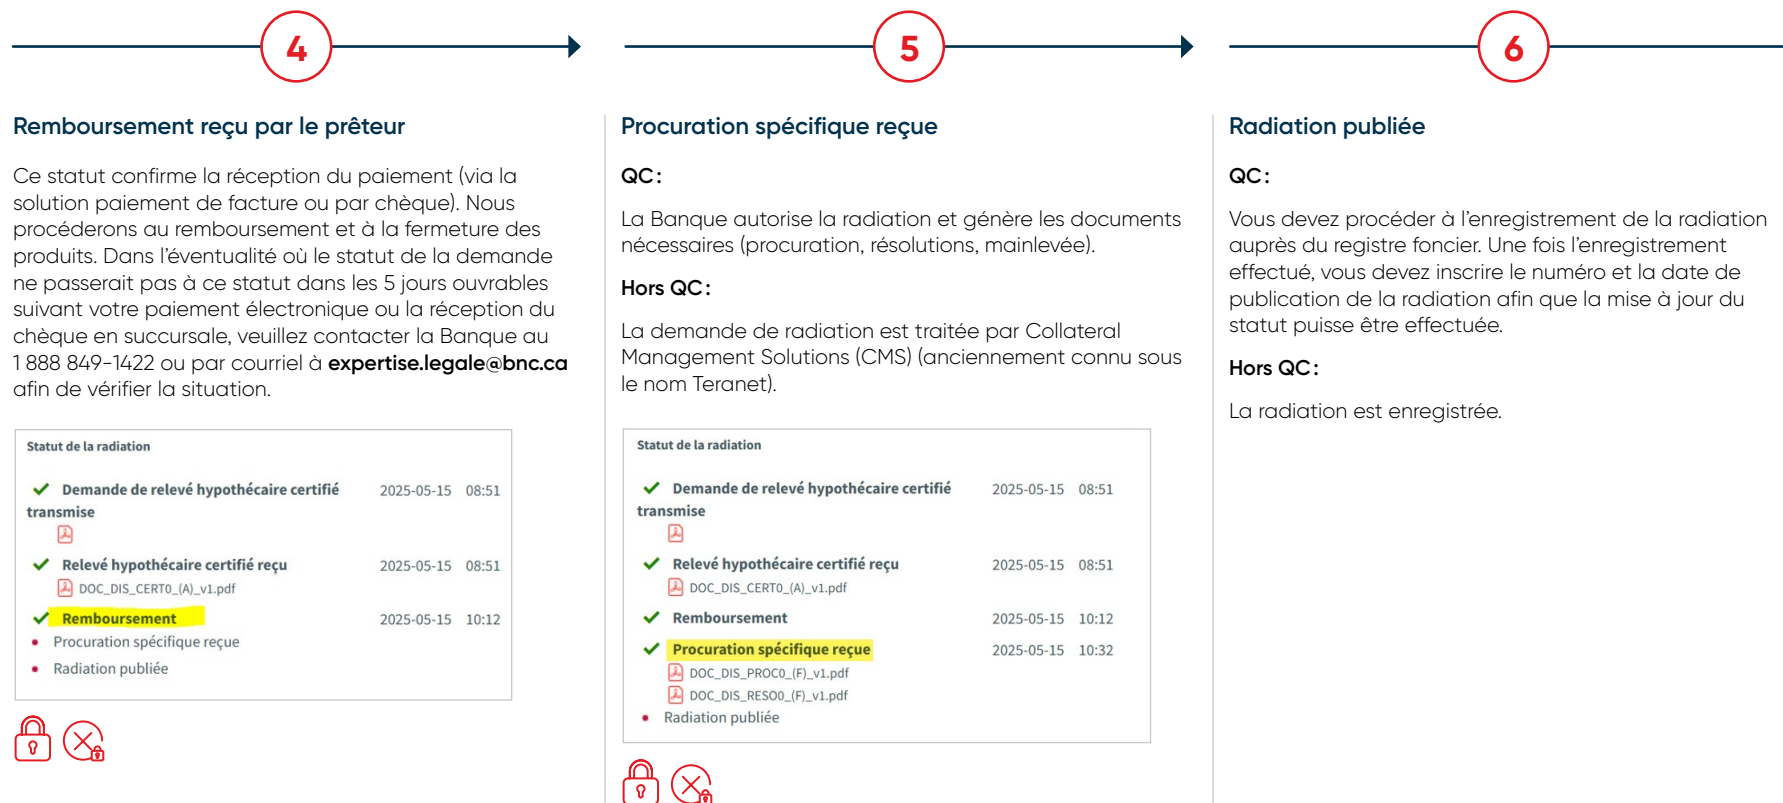 4
Remboursement reçu par le prêteur
Ce statut confirme la réception du paiement (via la
solution paiement de facture ou par chèque). Nous
procéderons au remboursement et à la fermeture des
produits. Dans l'éventualité où le statut de la demande
ne passerait pas à ce statut dans les 5 jours ouvrables
suivant votre paiement électronique ou la réception du
chèque en succursale, veuillez contacter la Banque au
1 888 849-1422 ou par courriel à expertise.legale@bnc.ca
afin de vérifier la situation.
Statut de la radiation
Demande de relevé hypothécaire certifié 2025-05-15 08:51
transmise
Relevé hypothécaire certifié reçu 2025-05-15 08:51
DOC_DIS_CERT0_(A)_v1.pdf
Remboursement 2025-05-15 10:12
• Procuration spécifique reçue
• Radiation publiée
5
Procuration spécifique reçue
QC :
La Banque autorise la radiation et génère les documents
nécessaires (procuration, résolutions, mainlevée).
Hors QC :
La demande de radiation est traitée par Collateral
Management Solutions (CMS) (anciennement connu sous
le nom Teranet).
Statut de la radiation
Demande de relevé hypothécaire certifié 2025-05-15 08:51
transmise
Relevé hypothécaire certifié reçu 2025-05-15 08:51
DOC_DIS_CERT0_(A)_v1.pdf
Remboursement 2025-05-15 10:12
Procuration spécifique reçue 2025-05-15 10:32
DOC_DIS_PROC0_(F)_v1.pdf
DOC_DIS_RESO0_(F)_v1.pdf
• Radiation publiée
6
Radiation publiée
QC :
Vous devez procéder à l'enregistrement de la radiation
auprès du registre foncier. Une fois l'enregistrement
effectué, vous devez inscrire le numéro et la date de
publication de la radiation afin que la mise à jour du
statut puisse être effectuée.
Hors QC :
La radiation est enregistrée.